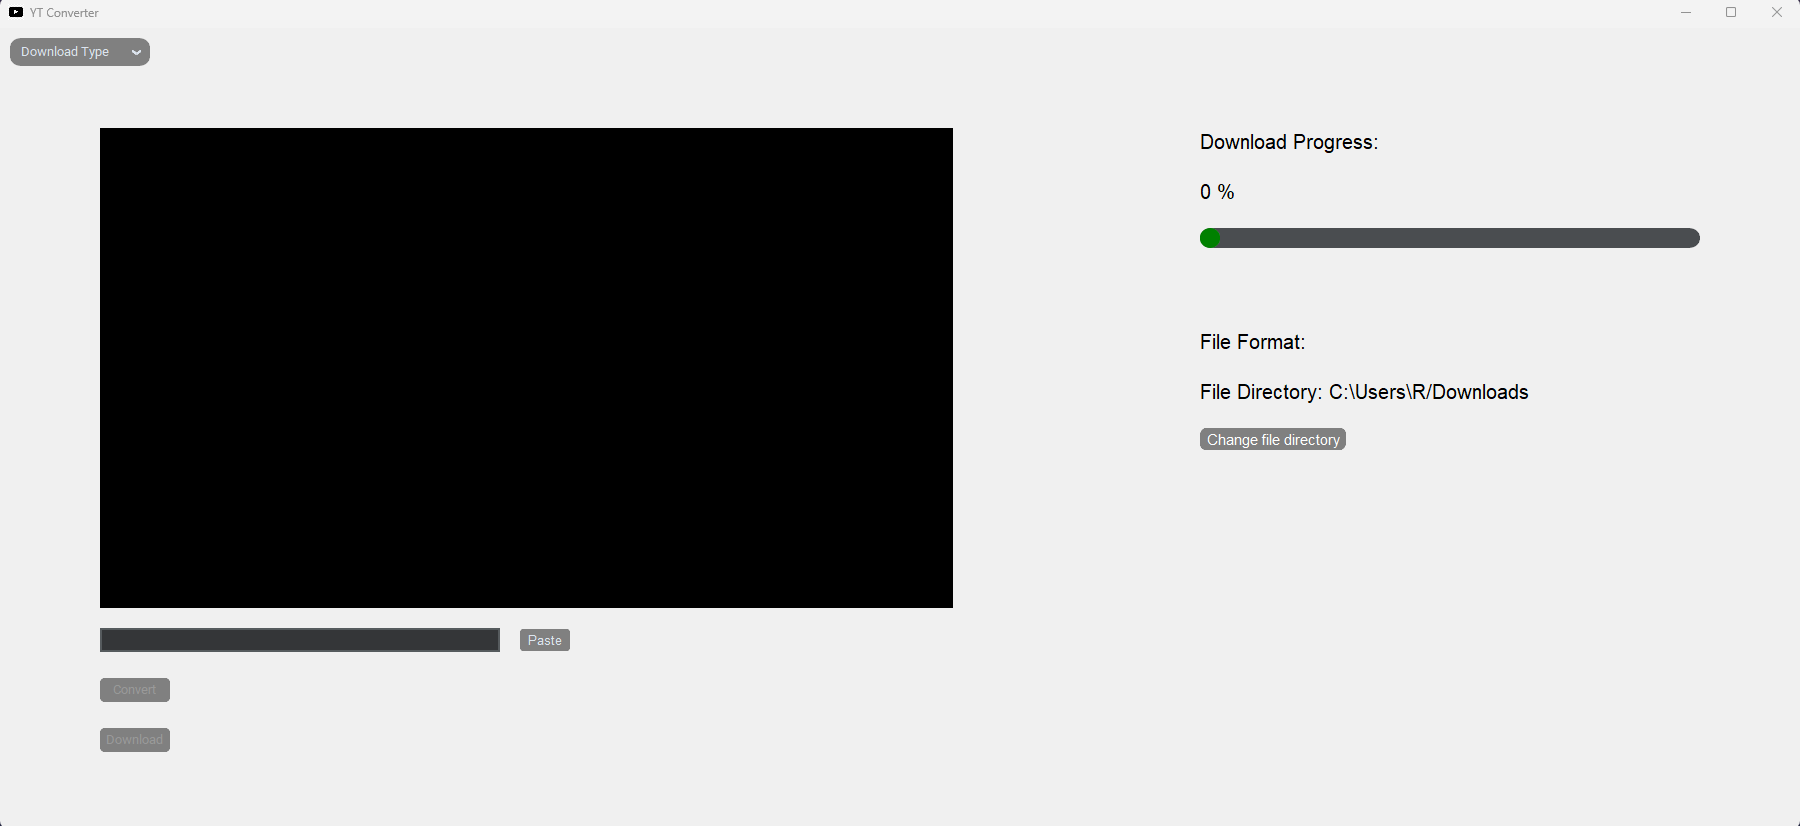 YT Converter
Download Type
Download Progress:
0 %
File Format:
File Directory: C:\Users\R/Downloads
Change file directory
Paste
Convert
Download